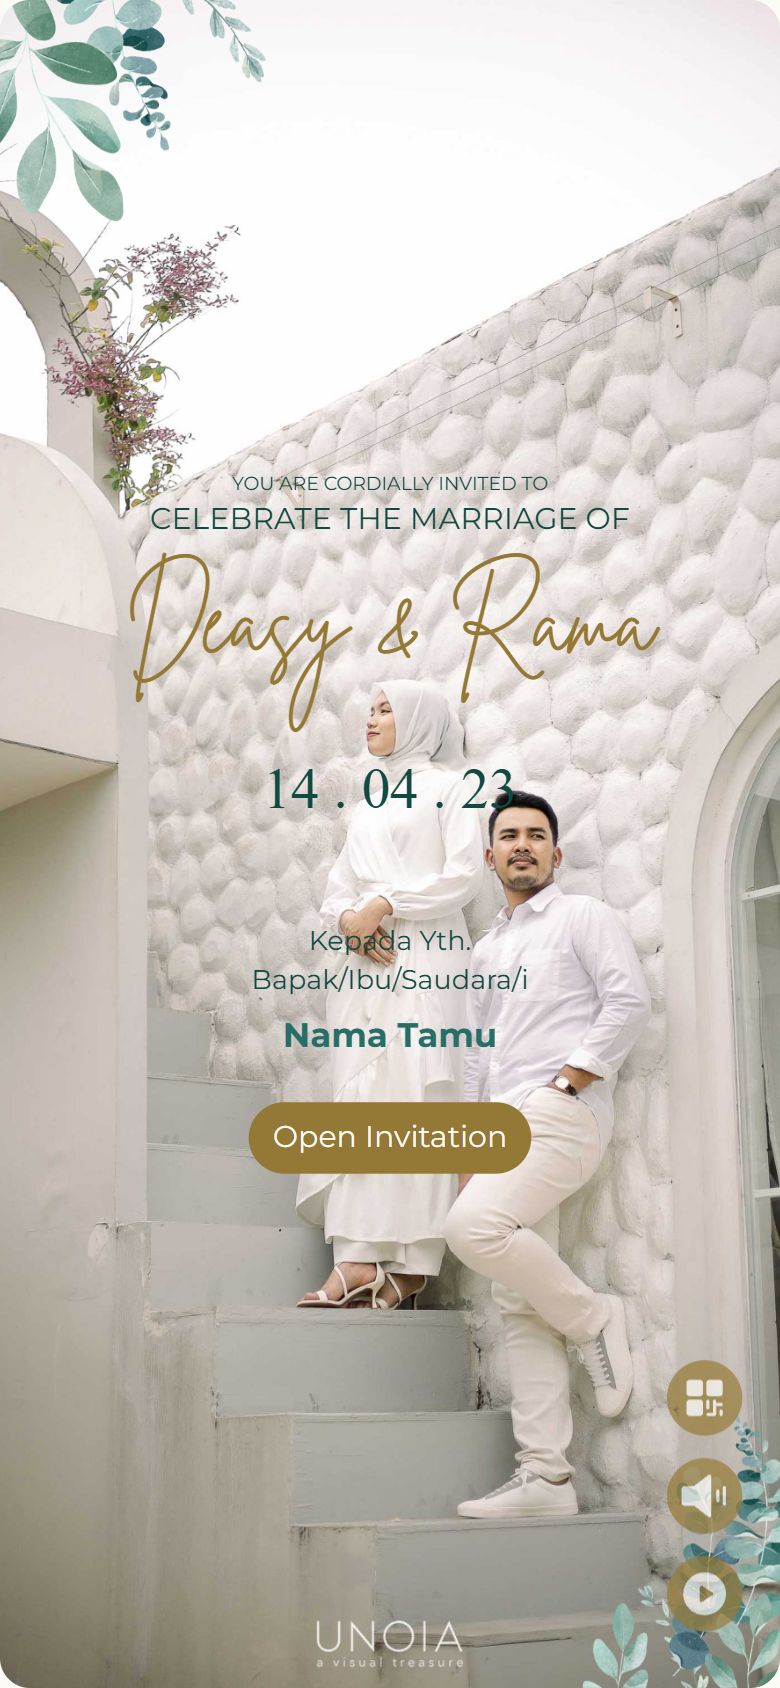 YOU ARE CORDIALLY INVITED TO
CELEBRATE THE MARRIAGE OF
Deasy & Rama
14 . 04 . 23
Kepada Yth.
Bapak/Ibu/Saudara/i
Nama Tamu
Open Invitation
UNOIA
a visual treasure